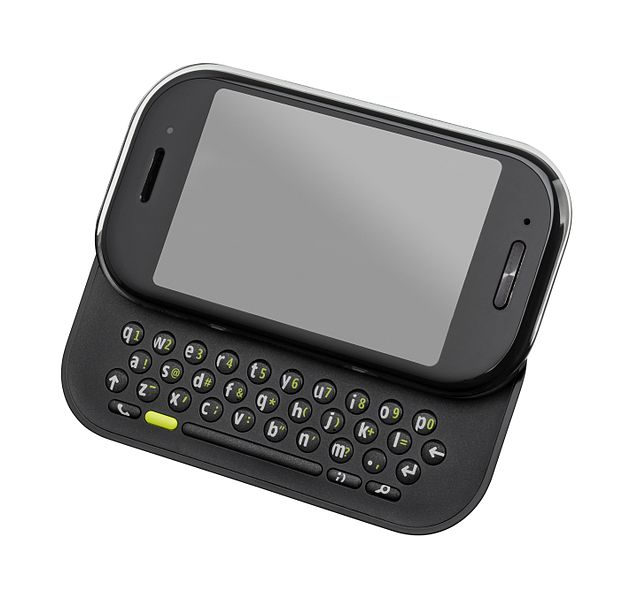 q1 w2 e3 r4 t5 y6 u7 i8 o9 p0
a! s@ d# f& g* h( j) k+ l= ←
↑ z- x' c; v: b" n' m? ., ↵
;)